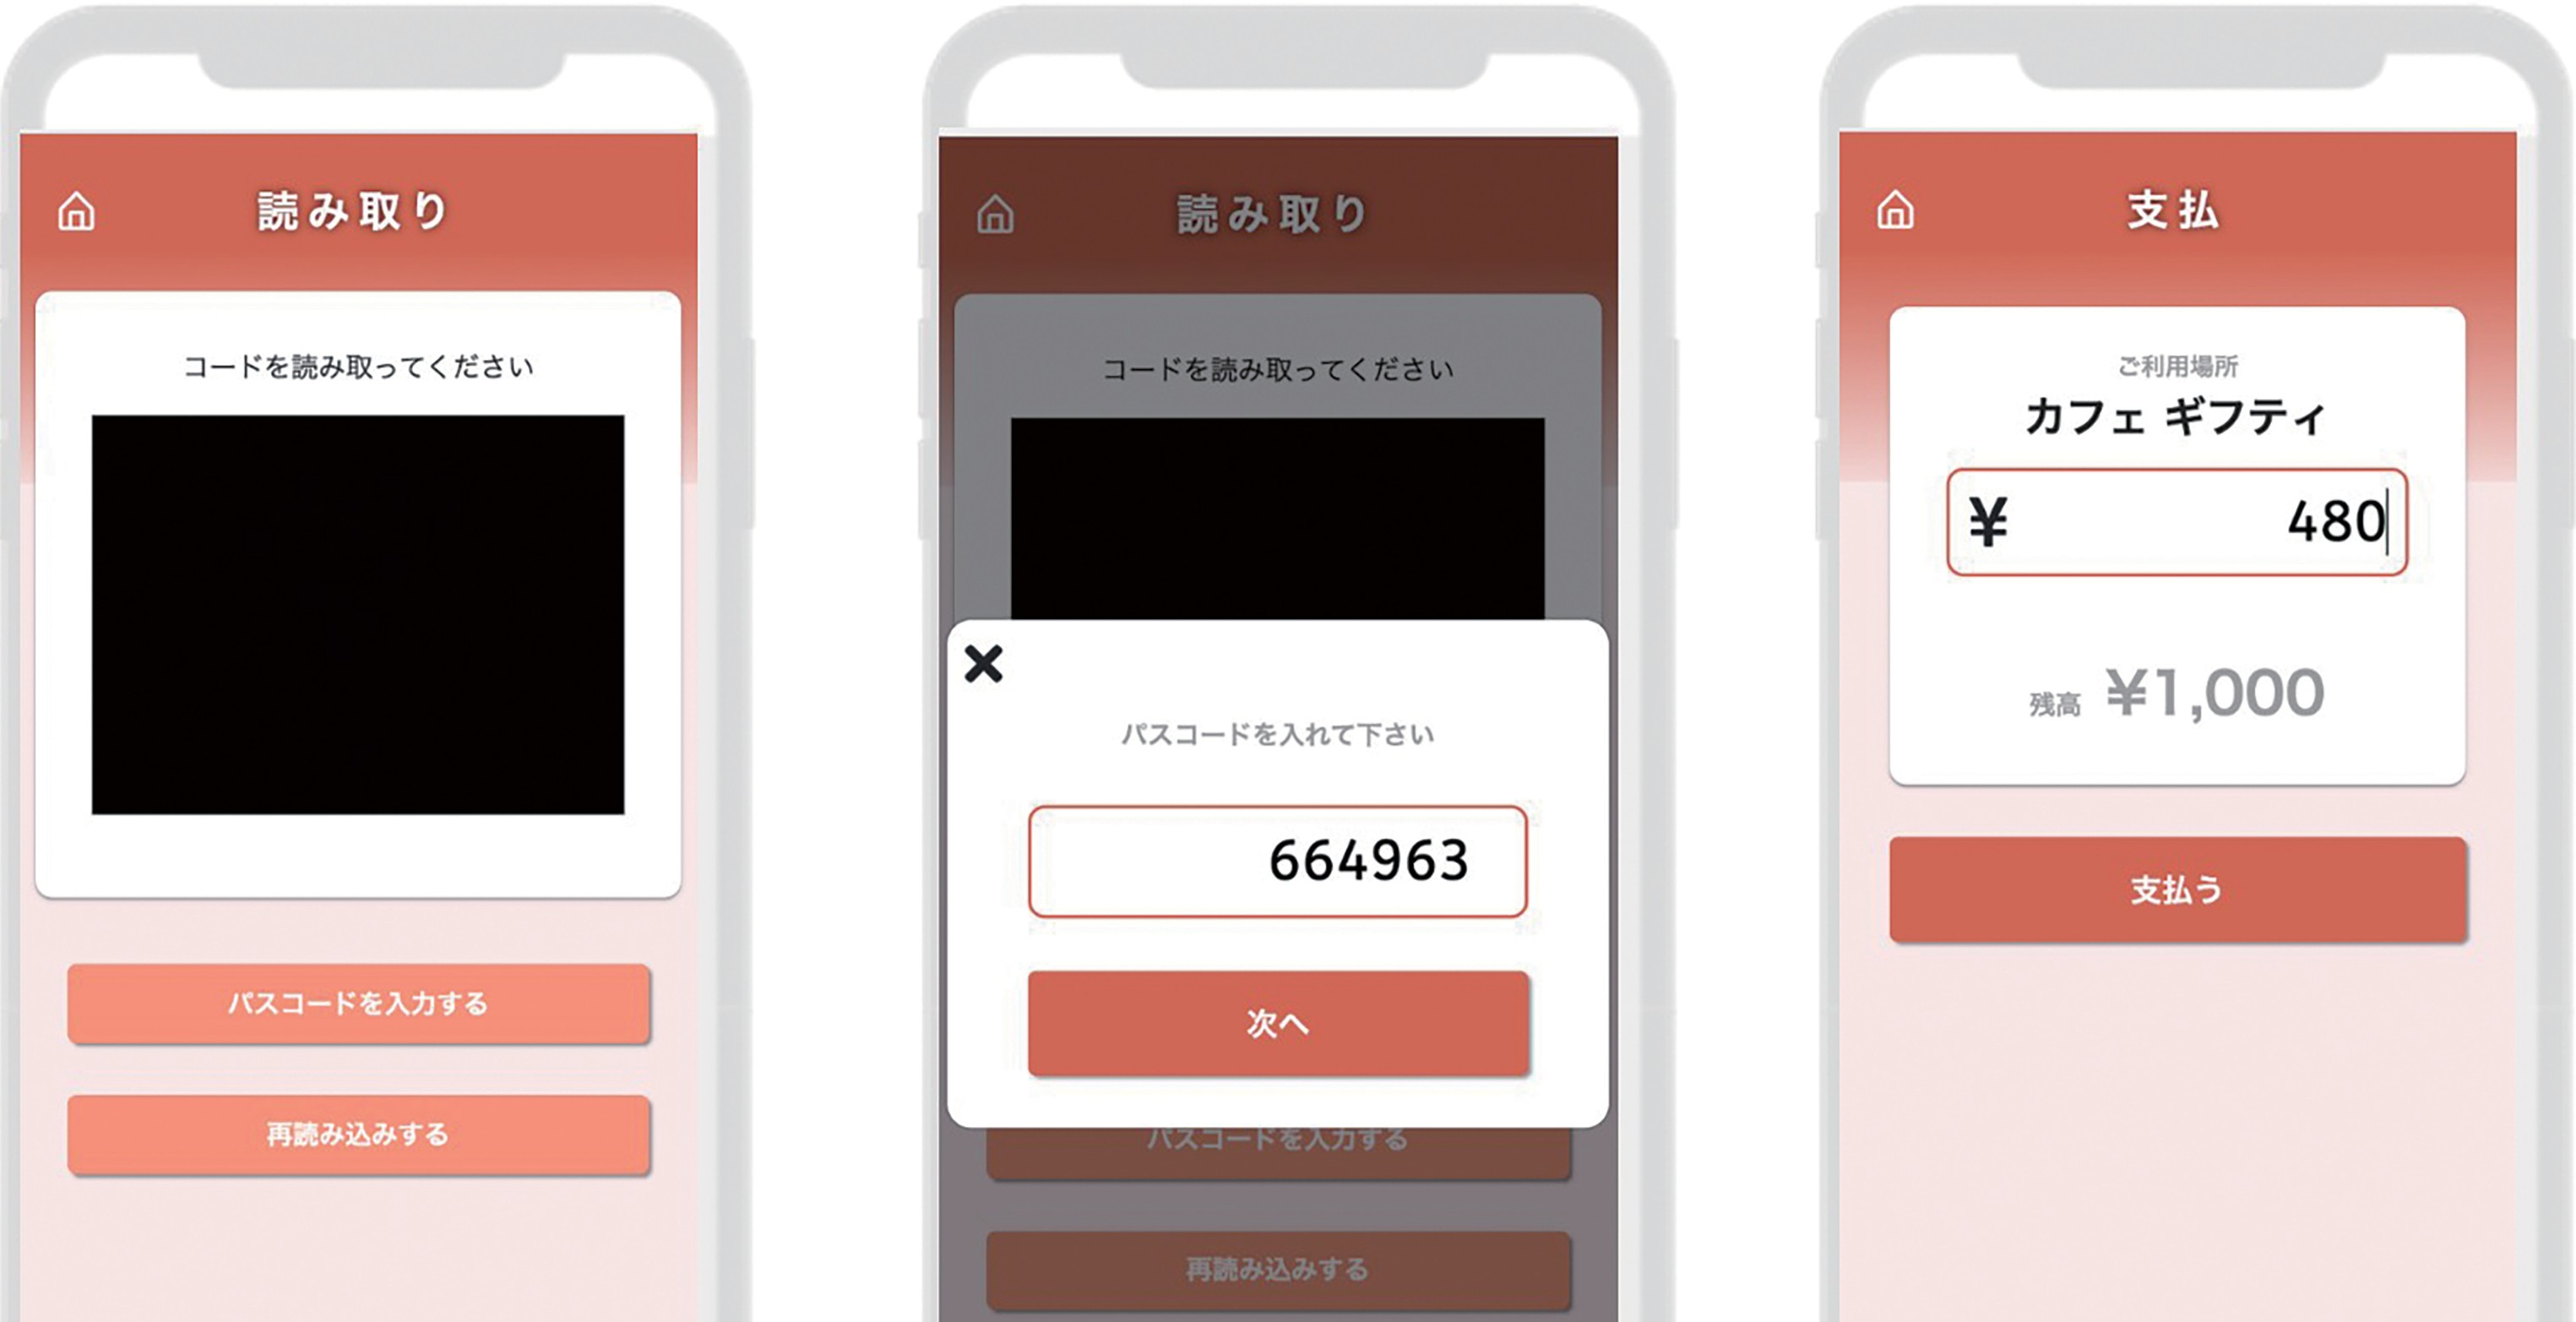 読み取り
コードを読み取ってください
パスコードを入力する
再読み込みする
読み取り
コードを読み取ってください
パスコードを入れて下さい
664963
次へ
パスコードを入力する
再読み込みする
支払
ご利用場所
カフェ ギフティ
¥ 480
残高 ¥1,000
支払う